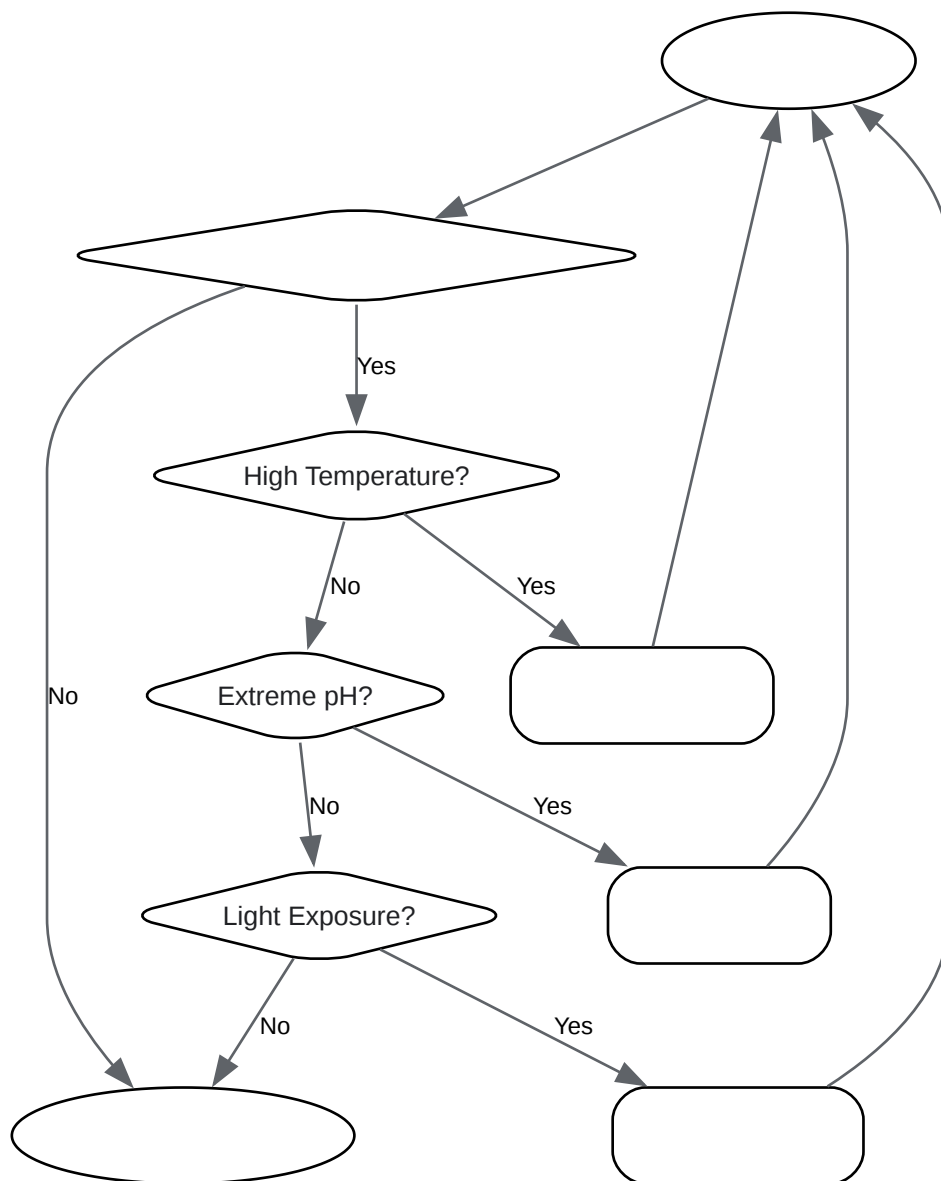 Yes
High Temperature?
No
Yes
No
Extreme pH?
No
Yes
Light Exposure?
No
Yes